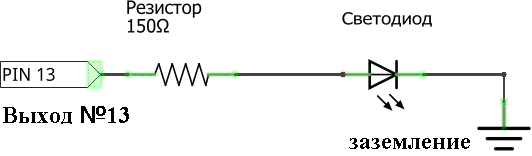 Резистор
150Ω
Светодиод
PIN 13
Выход №13
заземление